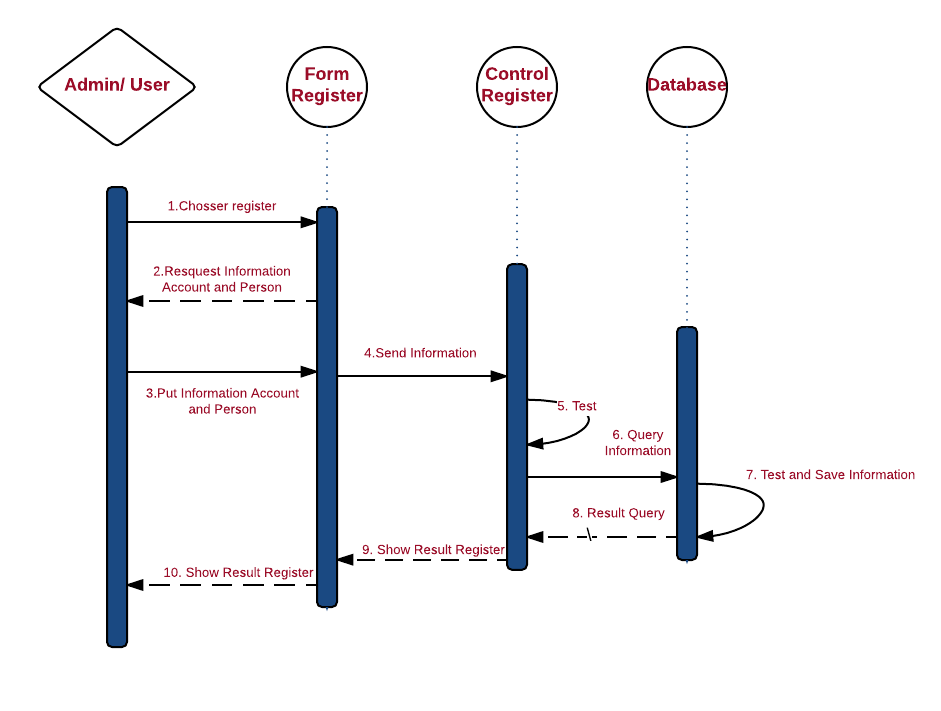 Admin/ User
Form
Register
Control
Register
Database
1.Chosser register
2.Resquest Information
Account and Person
3.Put Information Account
and Person
4.Send Information
5. Test
6. Query
Information
7. Test and Save Information
8. Result Query
9. Show Result Register
10. Show Result Register